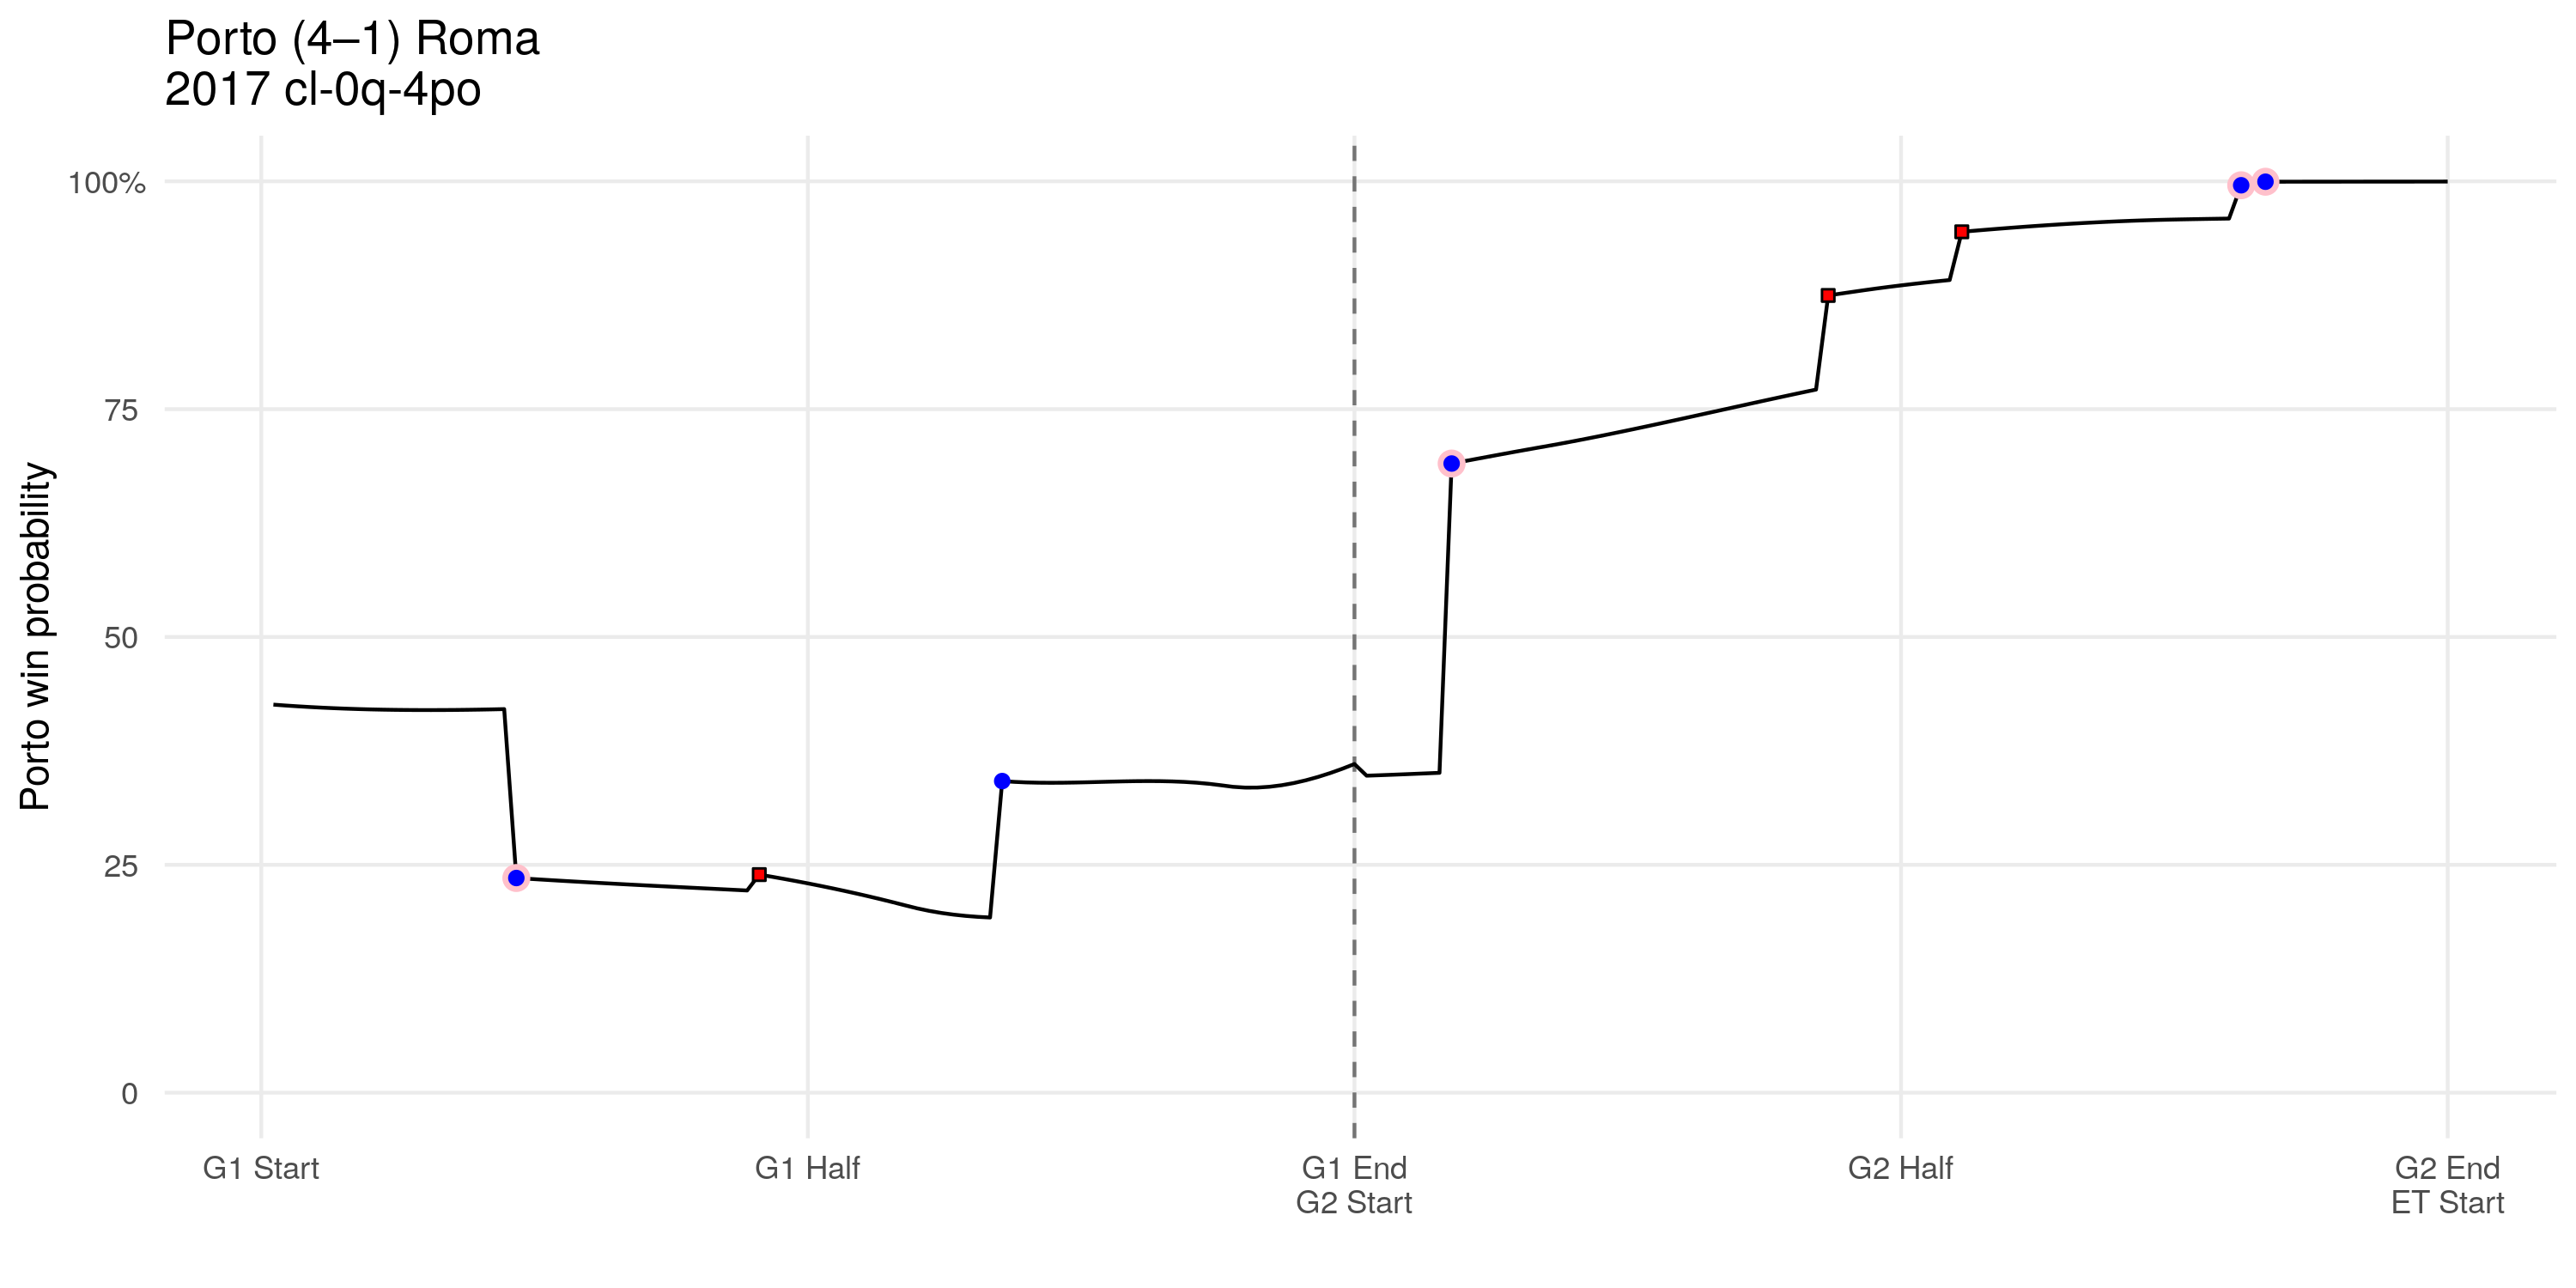 Porto (4–1) Roma
2017 cl-0q-4po
Porto win probability
100%
75
50
25
0
G1 Start
G1 Half
G1 End
G2 Start
G2 Half
G2 End
ET Start